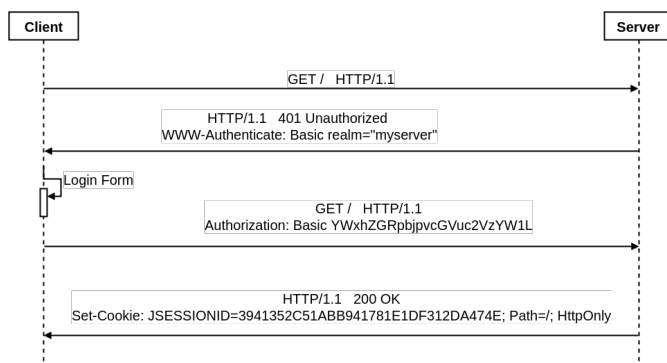 Client
Server
GET /   HTTP/1.1
HTTP/1.1   401 Unauthorized
WWW-Authenticate: Basic realm="myserver"
Login Form
GET /   HTTP/1.1
Authorization: Basic YWxhZGRpbjpvcGVuc2VzYW1L
HTTP/1.1   200 OK
Set-Cookie: JSESSIONID=3941352C51ABB941781E1DF312DA474E; Path=/; HttpOnly